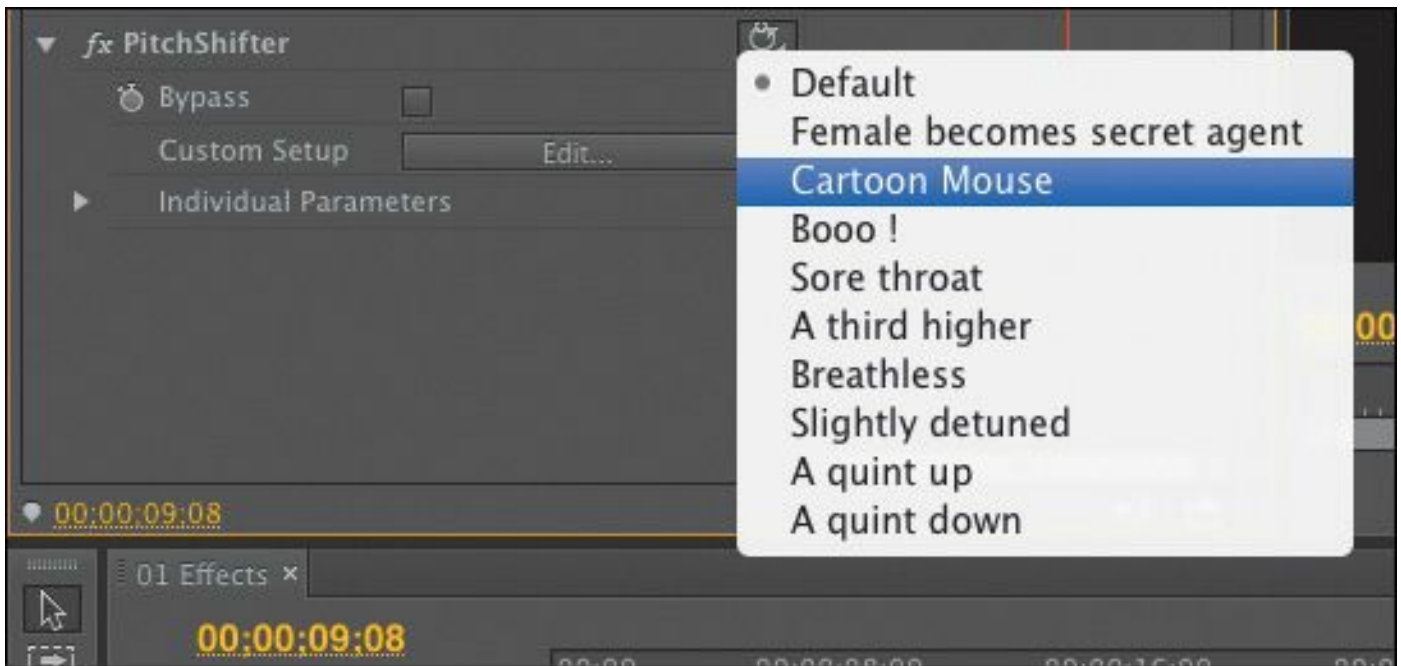 fx PitchShifter
Bypass
Custom Setup Edit...
Individual Parameters
Default
Female becomes secret agent
Cartoon Mouse
Booo !
Sore throat
A third higher
Breathless
Slightly detuned
A quint up
A quint down
00:00:09:08
01 Effects ×
00;00;09;08